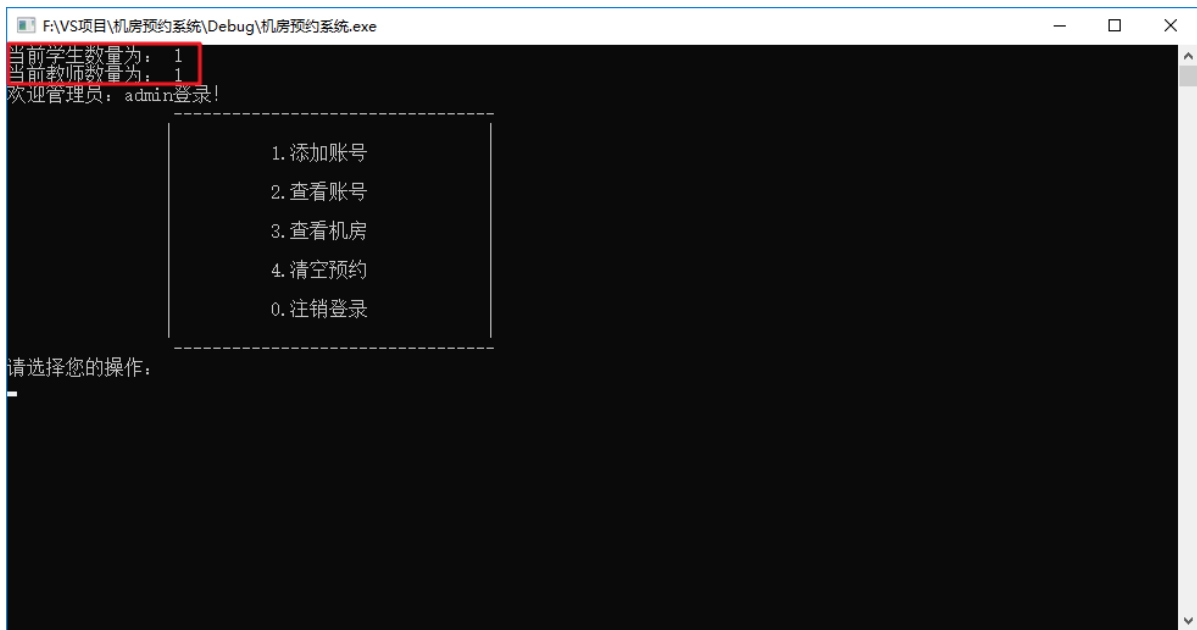 F:\VS项目\机房预约系统\Debug\机房预约系统.exe
当前学生数量为： 1
当前教师数量为： 1
欢迎管理员：admin登录!
---------------------------------
|                                |
|          1.添加账号            |
|                                |
|          2.查看账号            |
|                                |
|          3.查看机房            |
|                                |
|          4.清空预约            |
|                                |
|          0.注销登录            |
|                                |
---------------------------------
请选择您的操作：